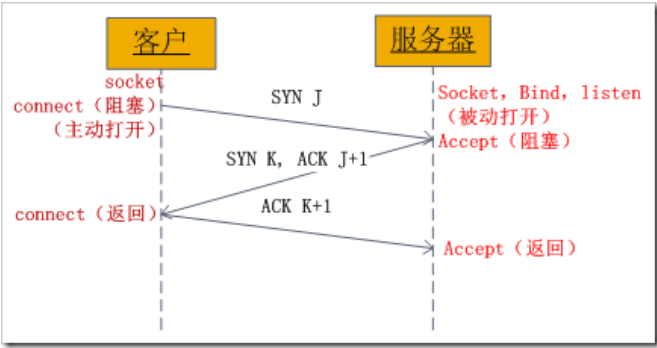 客户
服务器
socket
connect（阻塞）
（主动打开）
SYN J
Socket, Bind, listen
（被动打开）
Accept（阻塞）
SYN K, ACK J+1
connect（返回）
ACK K+1
Accept（返回）